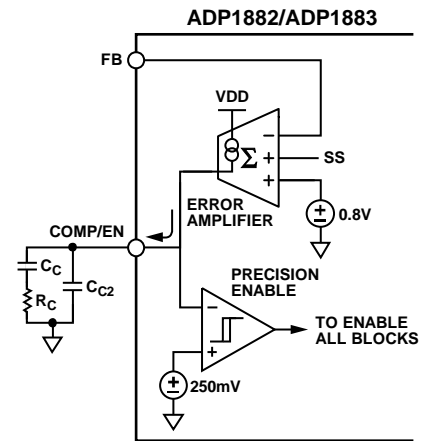 ADP1882/ADP1883
FB
VDD
Σ
−
+
SS
+
ERROR
AMPLIFIER
0.8V
COMP/EN
CC
CC2
RC
PRECISION
ENABLE
−
+
TO ENABLE
ALL BLOCKS
250mV